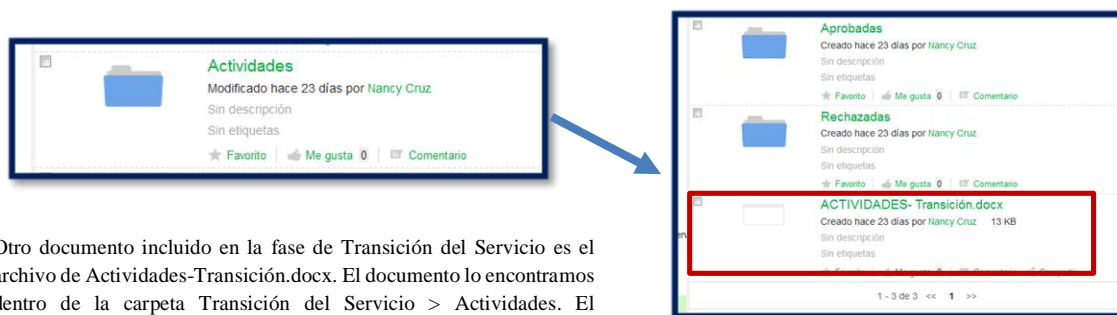 Actividades
Modificado hace 23 días por Nancy Cruz
Sin descripción
Sin etiquetas
Favorito Me gusta 0 Comentario
Aprobadas
Creado hace 23 días por Nancy Cruz
Sin descripción
Sin etiquetas
Favorito Me gusta 0 Comentario
Rechazadas
Creado hace 23 días por Nancy Cruz
Sin descripción
Sin etiquetas
Favorito Me gusta 0 Comentario
ACTIVIDADES- Transición.docx
Creado hace 23 días por Nancy Cruz 13 KB
Sin descripción
Sin etiquetas
1 - 3 de 3 << 1 >>
Otro documento incluido en la fase de Transición del Servicio es el
archivo de Actividades-Transición.docx. El documento lo encontramos
dentro de la carpeta Transición del Servicio > Actividades. El